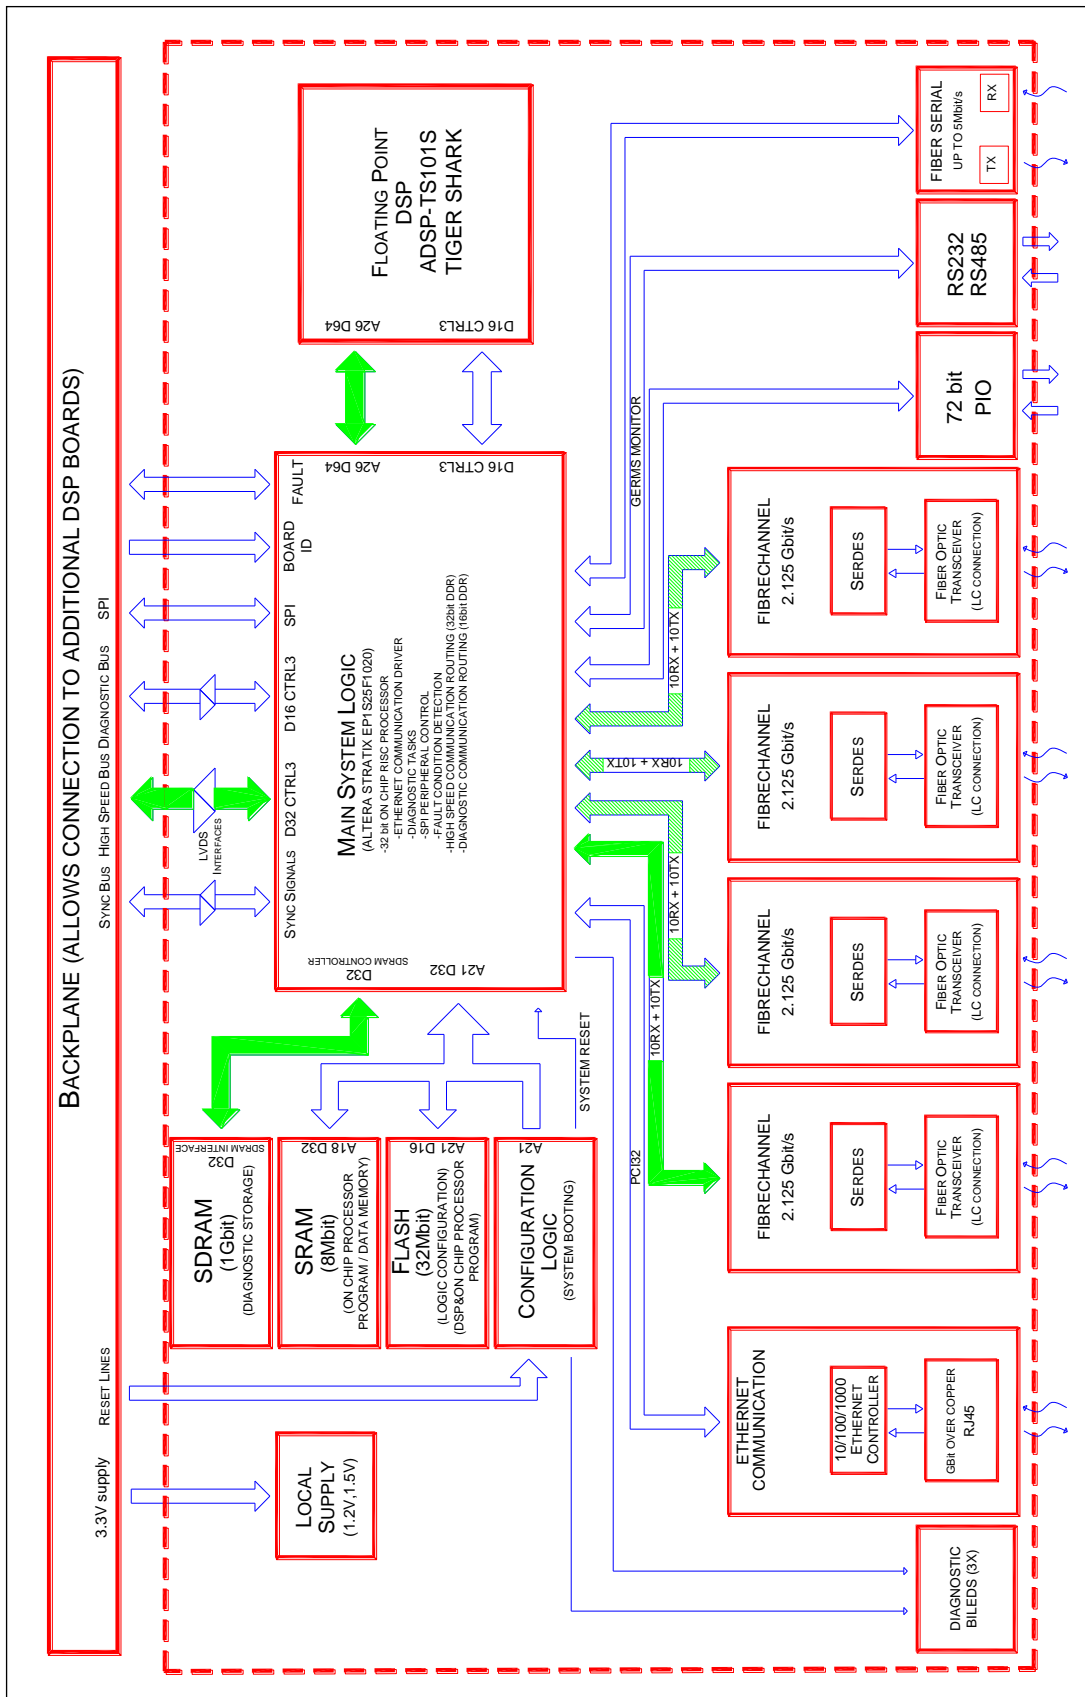 BACKPLANE (ALLOWS CONNECTION TO ADDITIONAL DSP BOARDS)
3.3V supply
RESET LINES
SYNC BUS
HIGH SPEED BUS
DIAGNOSTIC BUS
SPI
LVDS
INTERFACES
LOCAL
SUPPLY
(1.2V,1.5V)
SDRAM
(1Gbit)
(DIAGNOSTIC STORAGE)
SDRAM INTERFACE
D32
SRAM
(8Mbit)
(ON CHIP PROCESSOR
PROGRAM / DATA MEMORY)
A18 D32
FLASH
(32Mbit)
(LOGIC CONFIGURATION)
(DSP&ON CHIP PROCESSOR
PROGRAM)
A21 D16
CONFIGURATION
LOGIC
(SYSTEM BOOTING)
A21
SYSTEM RESET
SYNC SIGNALS
D32 CTRL3
D16 CTRL3
SPI
BOARD
ID
FAULT
MAIN SYSTEM LOGIC
(ALTERA STRATIX EP1S25F1020)
-32 bit ON CHIP RISC PROCESSOR
-ETHERNET COMMUNICATION DRIVER
-DIAGNOSTIC TASKS
-SPI PERIPHERAL CONTROL
-FAULT CONDITION DETECTION
-HIGH SPEED COMMUNICATION ROUTING (32bit DDR)
-DIAGNOSTIC COMMUNICATION ROUTING (16bit DDR)
SDRAM CONTROLLER
D32
A21 D32
A26 D64
D16 CTRL3
FLOATING POINT
DSP
ADSP-TS101S
TIGER SHARK
A26 D64
D16 CTRL3
PCI32
10RX + 10TX
10RX + 10TX
10RX + 10TX
10RX + 10TX
GERMS MONITOR
DIAGNOSTIC
BILEDS (3X)
ETHERNET
COMMUNICATION
10/100/1000
ETHERNET
CONTROLLER
GBit OVER COPPER
RJ45
FIBRECHANNEL
2.125 Gbit/s
SERDES
FIBER OPTIC
TRANSCEIVER
(LC CONNECTION)
FIBRECHANNEL
2.125 Gbit/s
SERDES
FIBER OPTIC
TRANSCEIVER
(LC CONNECTION)
FIBRECHANNEL
2.125 Gbit/s
SERDES
FIBER OPTIC
TRANSCEIVER
(LC CONNECTION)
FIBRECHANNEL
2.125 Gbit/s
SERDES
FIBER OPTIC
TRANSCEIVER
(LC CONNECTION)
72 bit
PIO
RS232
RS485
FIBER SERIAL
UP TO 5Mbit/s
TX
RX